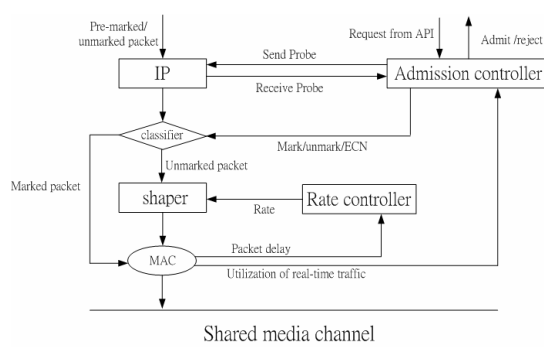 Pre-marked/
unmarked packet
Request from API
Admit /reject
Send Probe
IP
Admission controller
Receive Probe
classifier
Mark/unmark/ECN
Unmarked packet
Marked packet
shaper
Rate
Rate controller
MAC
Packet delay
Utilization of real-time traffic
Shared media channel